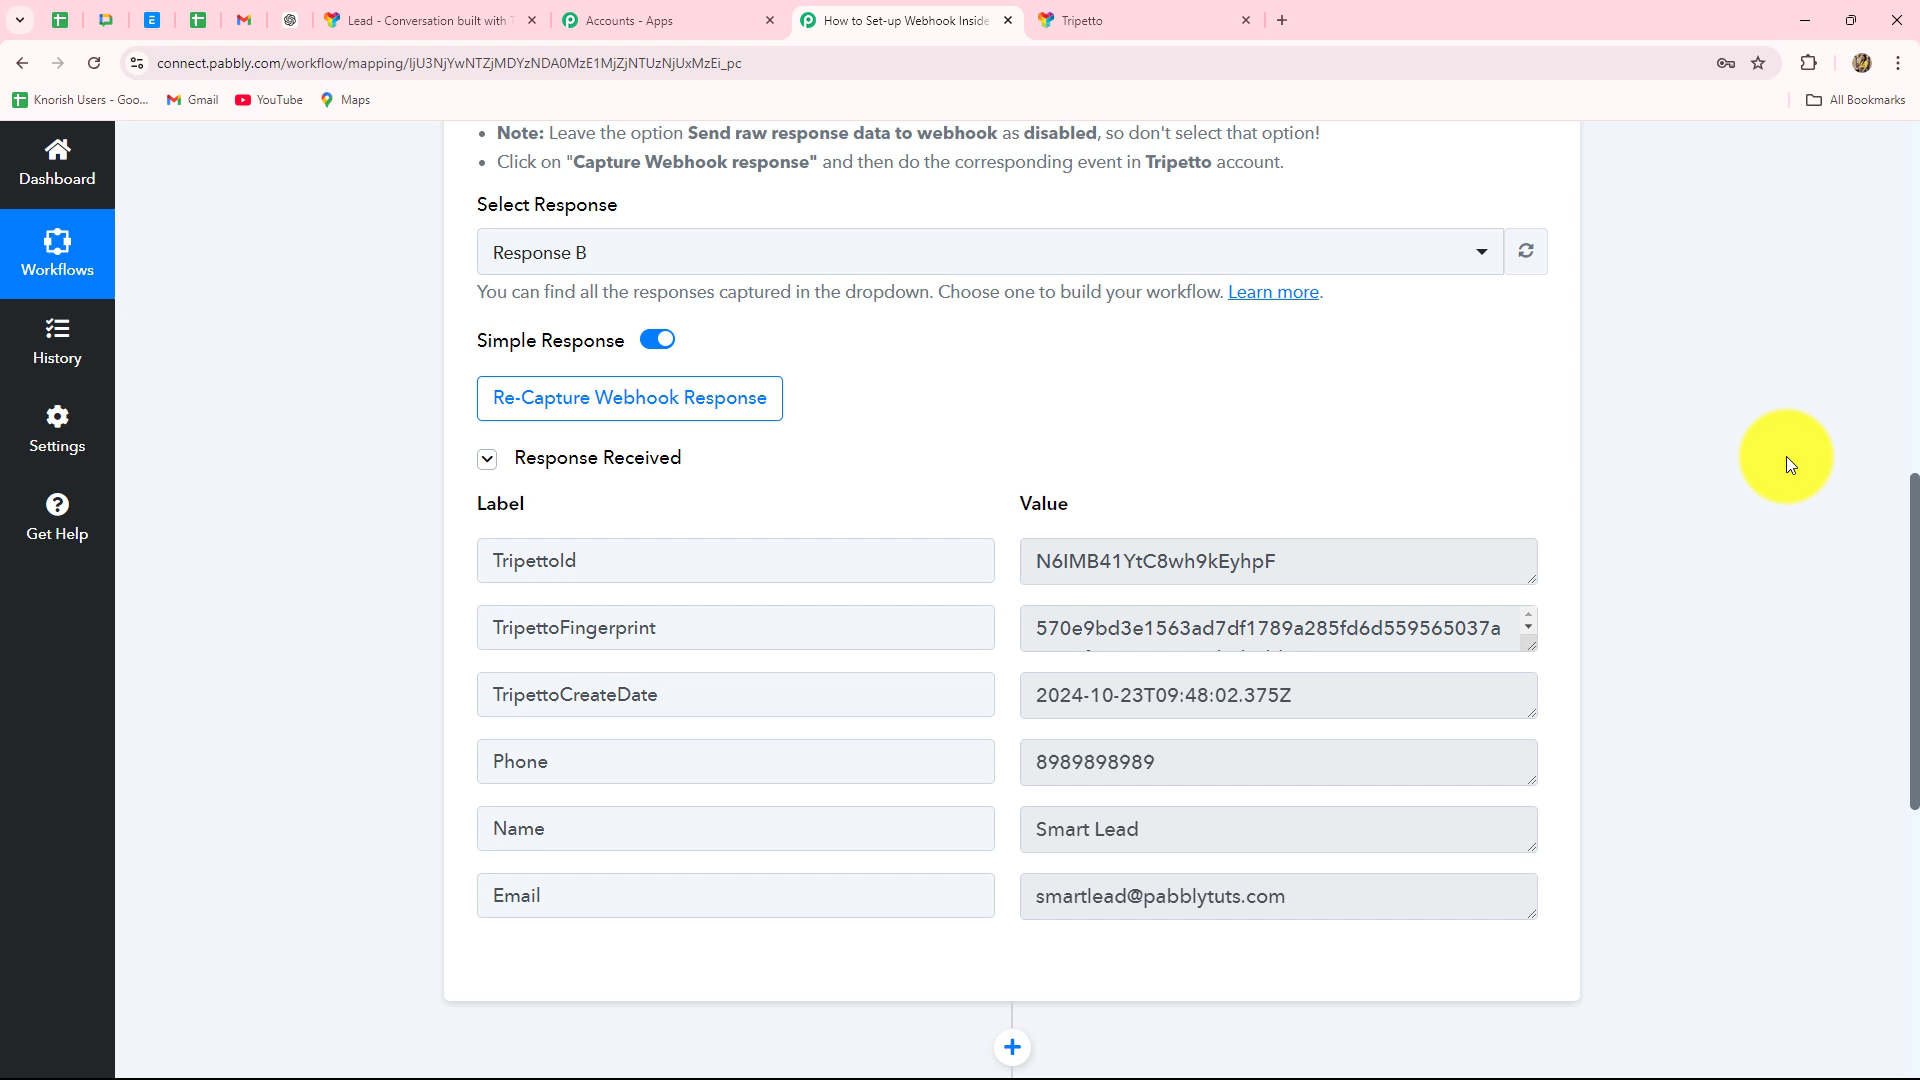 Lead - Conversation built with
Accounts - Apps
How to Set-up Webhook Inside
Tripetto
connect.pabbly.com/workflow/mapping/IjU3NjYwNTZjMDYzNDA0MzE1MjZjNTUzNjUxMzEi_pc
Knorish Users - Goo...
Gmail
YouTube
Maps
All Bookmarks
Dashboard
Workflows
History
Settings
Get Help
Note: Leave the option Send raw response data to webhook as disabled, so don't select that option!
Click on "Capture Webhook response" and then do the corresponding event in Tripetto account.
Select Response
Response B
You can find all the responses captured in the dropdown. Choose one to build your workflow. Learn more.
Simple Response
Re-Capture Webhook Response
Response Received
Label
Value
TripettoId
N6IMB41YtC8wh9kEyhpF
TripettoFingerprint
570e9bd3e1563ad7df1789a285fd6d559565037a
TripettoCreateDate
2024-10-23T09:48:02.375Z
Phone
8989898989
Name
Smart Lead
Email
smartlead@pabblytuts.com